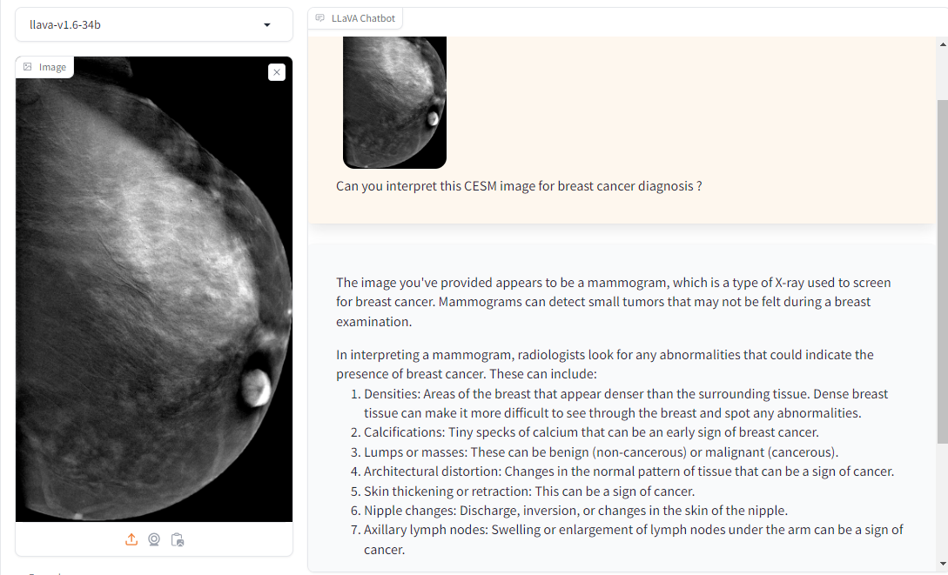 llava-v1.6-34b
LLaVA Chatbot
Image
Can you interpret this CESM image for breast cancer diagnosis ?
The image you've provided appears to be a mammogram, which is a type of X-ray used to screen
for breast cancer. Mammograms can detect small tumors that may not be felt during a breast
examination.
In interpreting a mammogram, radiologists look for any abnormalities that could indicate the
presence of breast cancer. These can include:
1. Densities: Areas of the breast that appear denser than the surrounding tissue. Dense breast
tissue can make it more difficult to see through the breast and spot any abnormalities.
2. Calcifications: Tiny specks of calcium that can be an early sign of breast cancer.
3. Lumps or masses: These can be benign (non-cancerous) or malignant (cancerous).
4. Architectural distortion: Changes in the normal pattern of tissue that can be a sign of cancer.
5. Skin thickening or retraction: This can be a sign of cancer.
6. Nipple changes: Discharge, inversion, or changes in the skin of the nipple.
7. Axillary lymph nodes: Swelling or enlargement of lymph nodes under the arm can be a sign of
cancer.